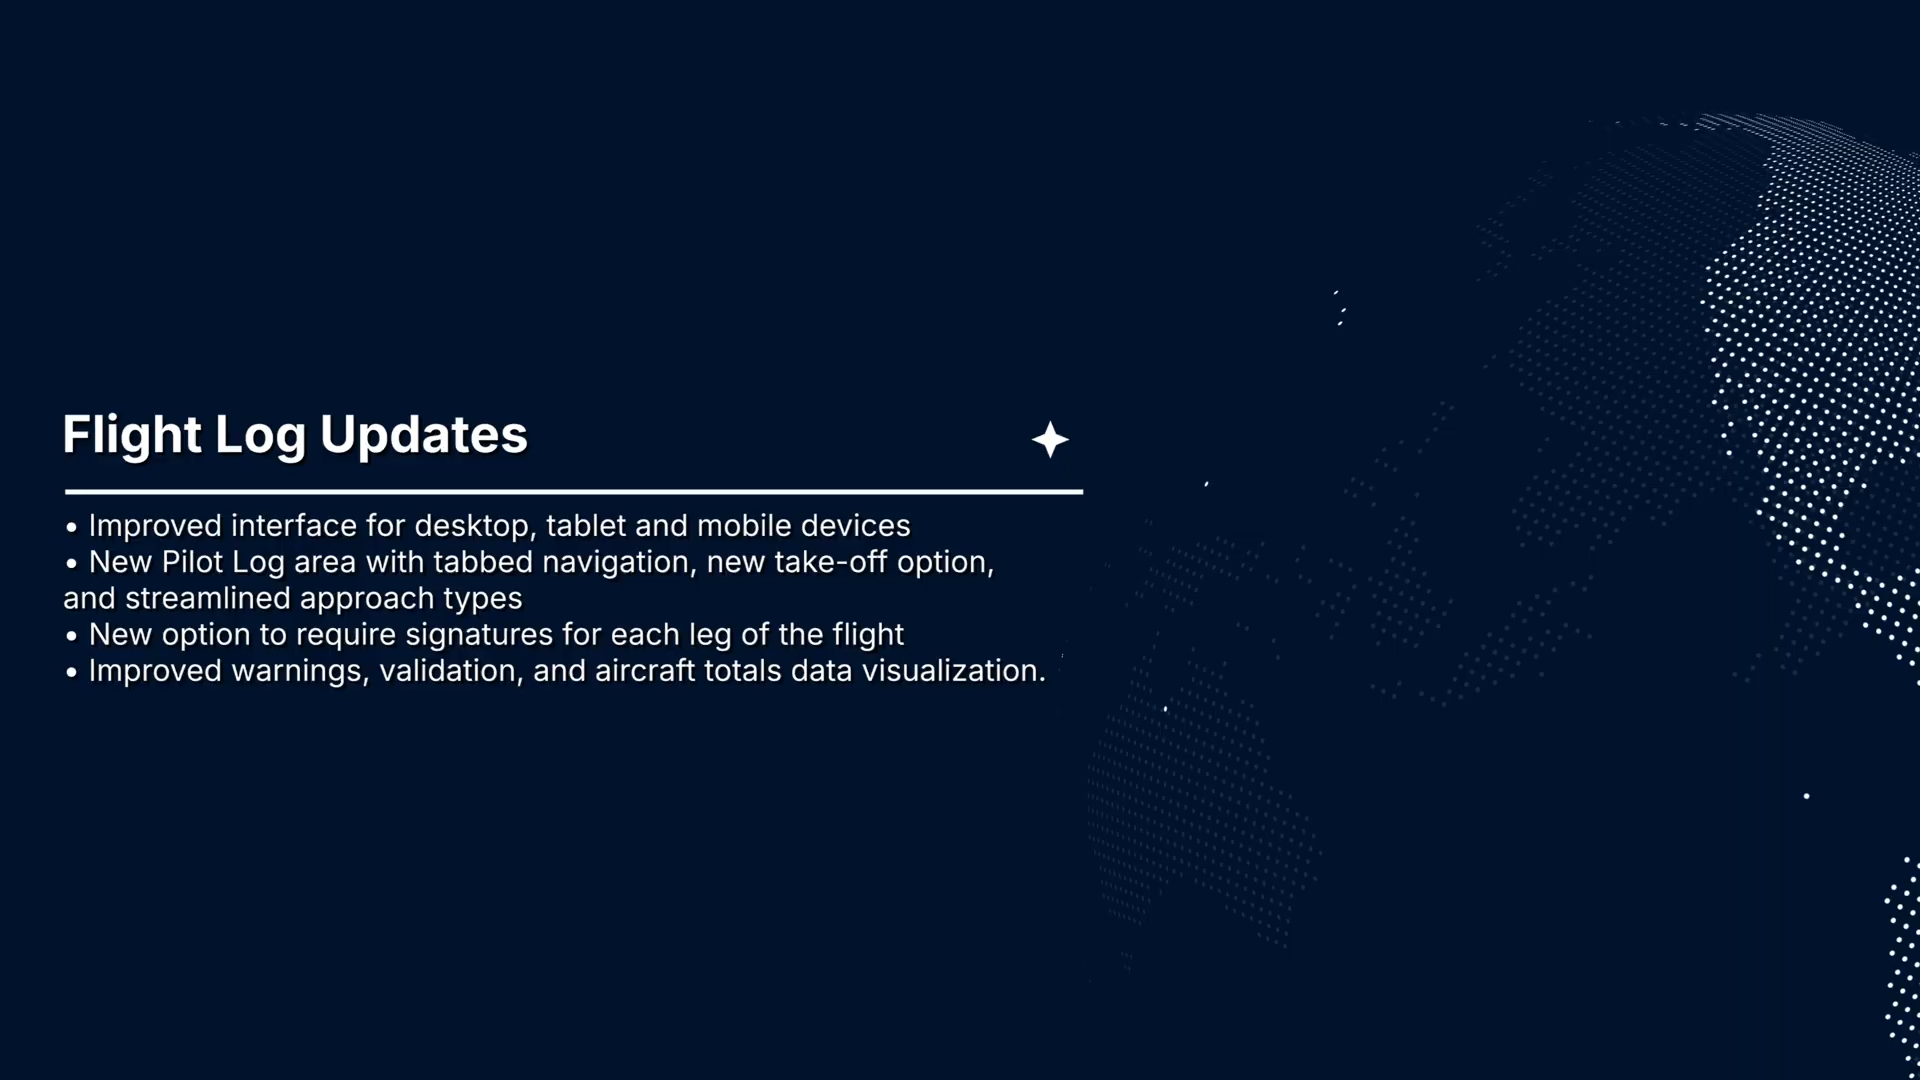 Flight Log Updates
• Improved interface for desktop, tablet and mobile devices
• New Pilot Log area with tabbed navigation, new take-off option,
and streamlined approach types
• New option to require signatures for each leg of the flight
• Improved warnings, validation, and aircraft totals data visualization.